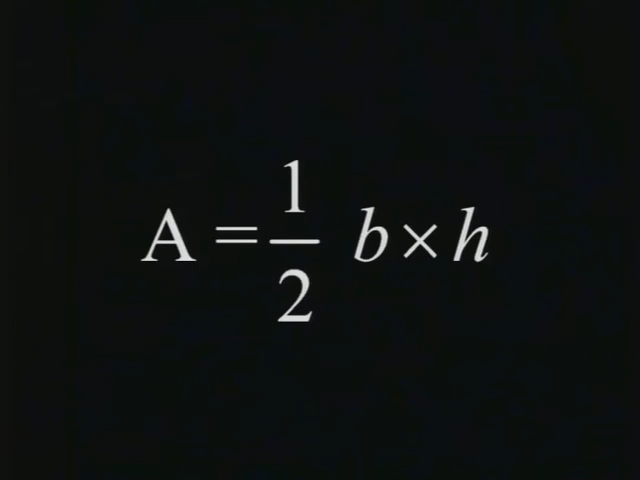 A = 1/2 b × h